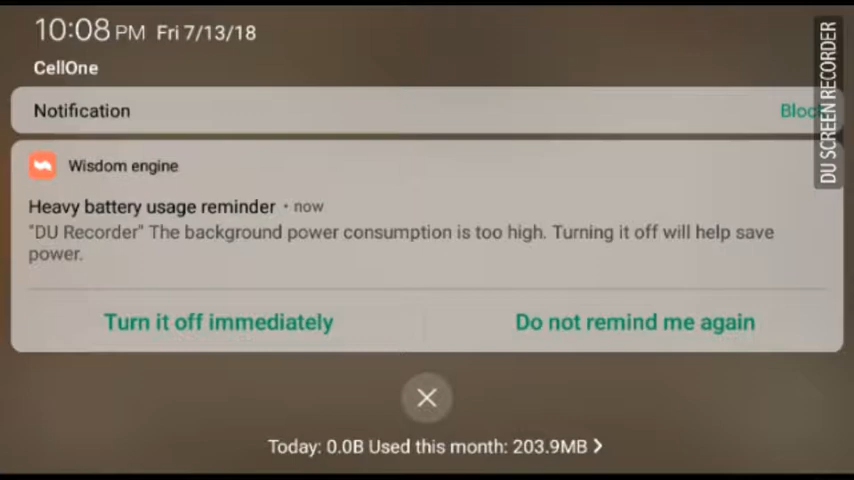 10:08 PM Fri 7/13/18
CellOne
Notification
"DU SCREEN RECORDER
Wisdom engine
Heavy battery usage reminder · now
"DU Recorder" The background power consumption is too high. Turning it off will help save
power.
Turn it off immediately
Do not remind me again
Today: 0.0B Used this month: 203.9MB >